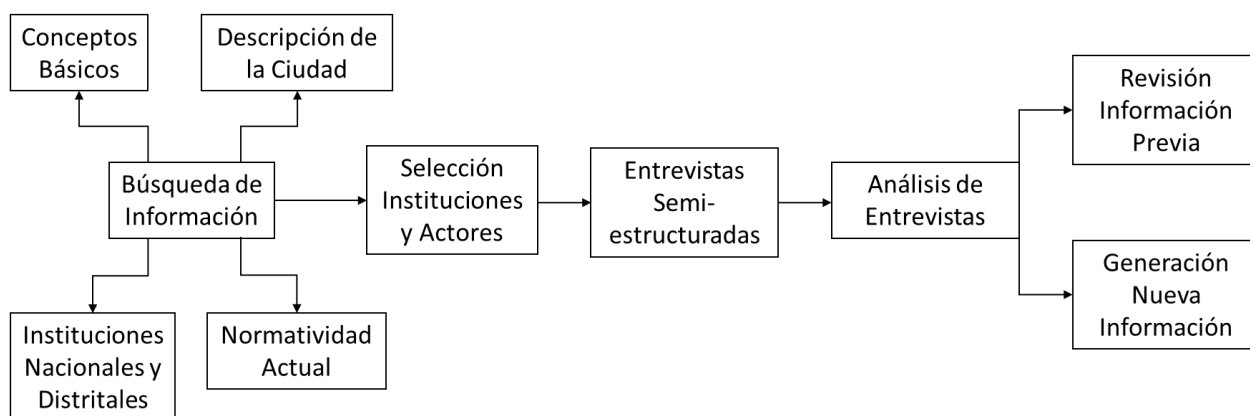 Conceptos
Básicos
Descripción de
la Ciudad
Búsqueda de
Información
Instituciones
Nacionales y
Distritales
Normatividad
Actual
Selección
Instituciones
y Actores
Entrevistas
Semi-
estructuradas
Análisis de
Entrevistas
Revisión
Información
Previa
Generación
Nueva
Información